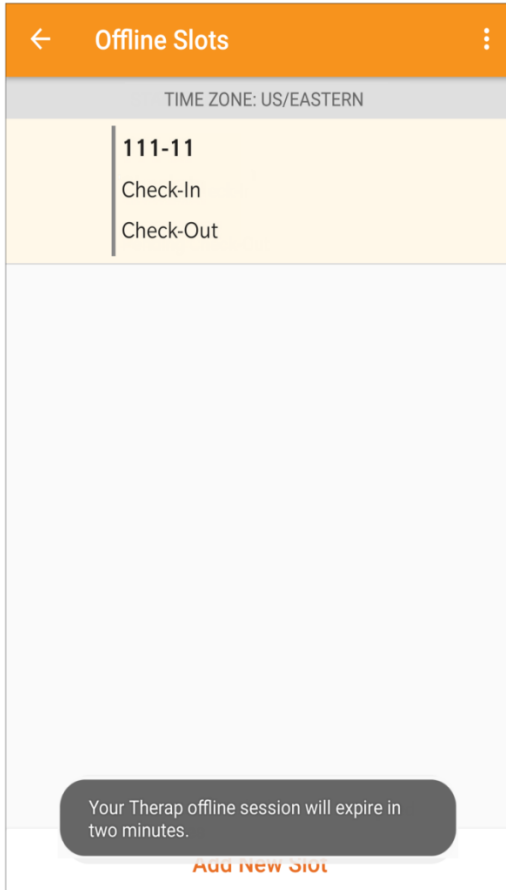 Offline Slots
TIME ZONE: US/EASTERN
111-11
Check-In
Check-Out
Your Therap offline session will expire in
two minutes.
Add New Slot